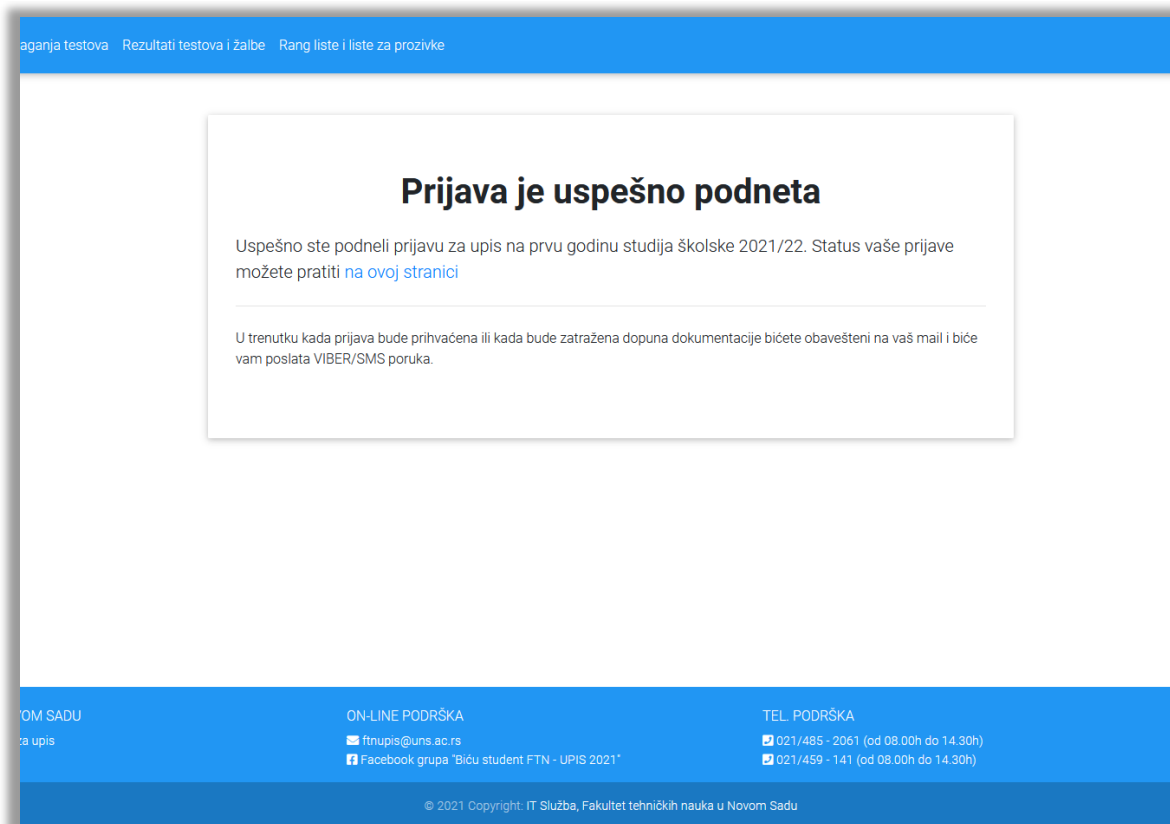 testova Rezultati testova i žalbe Rang liste i liste za prozivke
Prijava je uspešno podneta
Uspešno ste podneli prijavu za upis na prvu godinu studija školske 2021/22. Status vaše prijave
možete pratiti na ovoj stranici
U trenutku kada prijava bude prihvaćena ili kada bude zatražena dopuna dokumentacije bićete obavešteni na vaš mail i biće
vam poslata VIBER/SMS poruka.
SADU
upis
ON-LINE PODRŠKA
ftnupis@uns.ac.rs
Facebook grupa "Biću student FTN - UPIS 2021"
TEL. PODRŠKA
021/485 - 2061 (od 08.00h do 14.30h)
021/459 - 141 (od 08.00h do 14.30h)
© 2021 Copyright: IT Služba, Fakultet tehničkih nauka u Novom Sadu